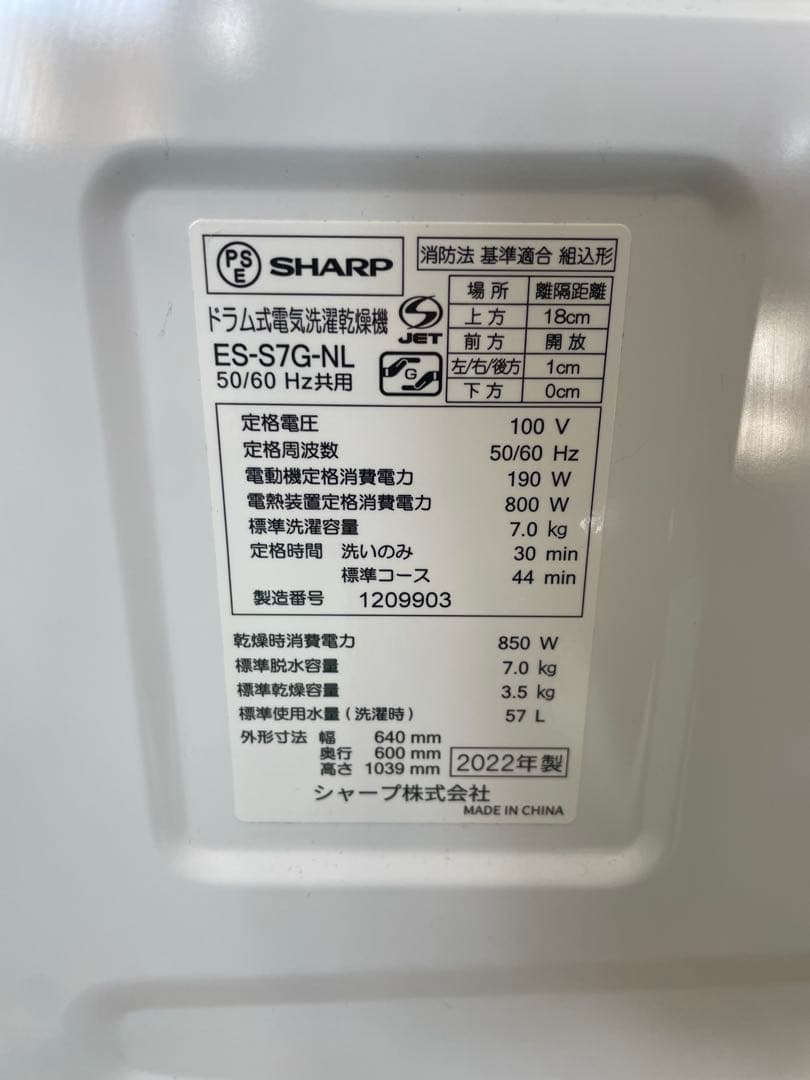 PSE SHARP
消防法 基準適合 組込形
ドラム式電気洗濯乾燥機
S JET
ES-S7G-NL
G
50/60 Hz共用
場所 離隔距離
上方 18cm
前方 開放
左/右/後方 1cm
下方 0cm
定格電圧 100 V
定格周波数 50/60 Hz
電動機定格消費電力 190 W
電熱装置定格消費電力 800 W
標準洗濯容量 7.0 kg
定格時間 洗いのみ 30 min
標準コース 44 min
製造番号 1209903
乾燥時消費電力 850 W
標準脱水容量 7.0 kg
標準乾燥容量 3.5 kg
標準使用水量(洗濯時) 57 L
外形寸法 幅 640 mm
奥行 600 mm
高さ 1039 mm
2022年製
シャープ株式会社
MADE IN CHINA